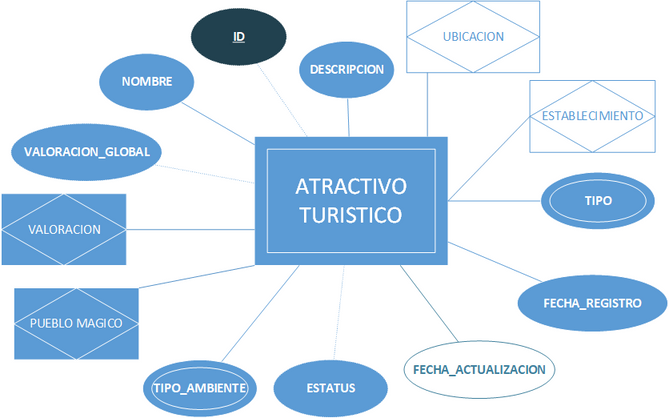 ID
UBICACION
DESCRIPCION
NOMBRE
ESTABLECIMIENTO
VALORACION_GLOBAL
ATRACTIVO
TURISTICO
TIPO
VALORACION
FECHA_REGISTRO
PUEBLO MAGICO
FECHA_ACTUALIZACION
TIPO_AMBIENTE
ESTATUS